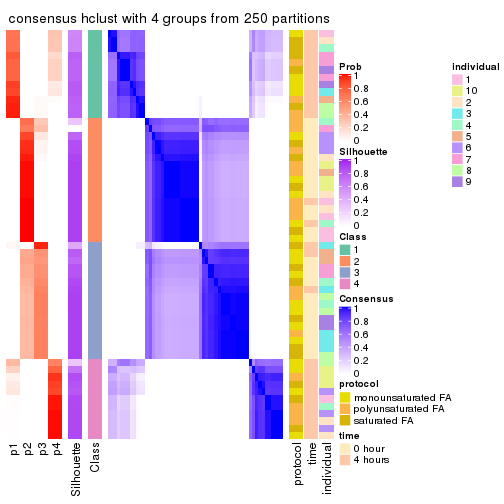 consensus hclust with 4 groups from 250 partitions
p1
p2
p3
p4
Silhouette
Class
protocol
time
individual
Prob
1
0.8
0.6
0.4
0.2
0
Silhouette
1
0.8
0.6
0.4
0.2
0
Class
1
2
3
4
Consensus
1
0.8
0.6
0.4
0.2
0
protocol
monounsaturated FA
polyunsaturated FA
saturated FA
time
0 hour
4 hours
individual
1
10
2
3
4
5
6
7
8
9